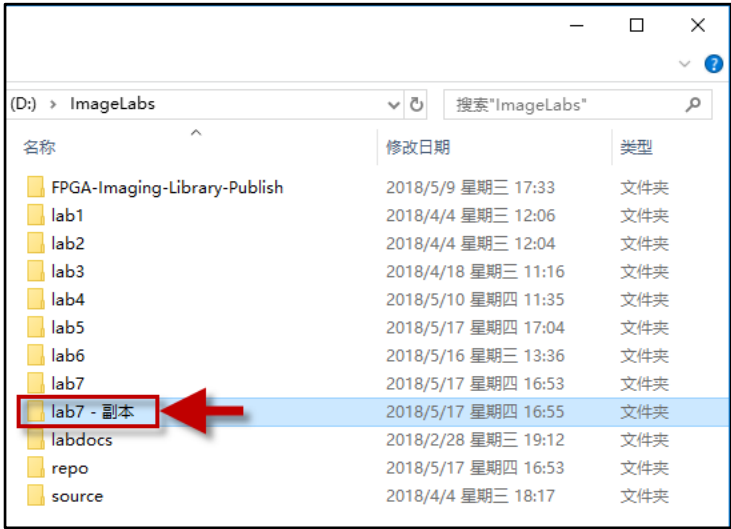 (D:) > ImageLabs 搜索"ImageLabs"
名称 修改日期 类型
FPGA-Imaging-Library-Publish 2018/5/9 星期三 17:33 文件夹
lab1 2018/4/4 星期三 12:06 文件夹
lab2 2018/4/4 星期三 12:04 文件夹
lab3 2018/4/18 星期三 11:16 文件夹
lab4 2018/5/10 星期四 11:35 文件夹
lab5 2018/5/17 星期四 17:04 文件夹
lab6 2018/5/16 星期三 13:36 文件夹
lab7 2018/5/17 星期四 16:53 文件夹
lab7 - 副本 2018/5/17 星期四 16:55 文件夹
labdocs 2018/2/28 星期三 19:12 文件夹
repo 2018/5/17 星期四 16:53 文件夹
source 2018/4/4 星期三 18:17 文件夹